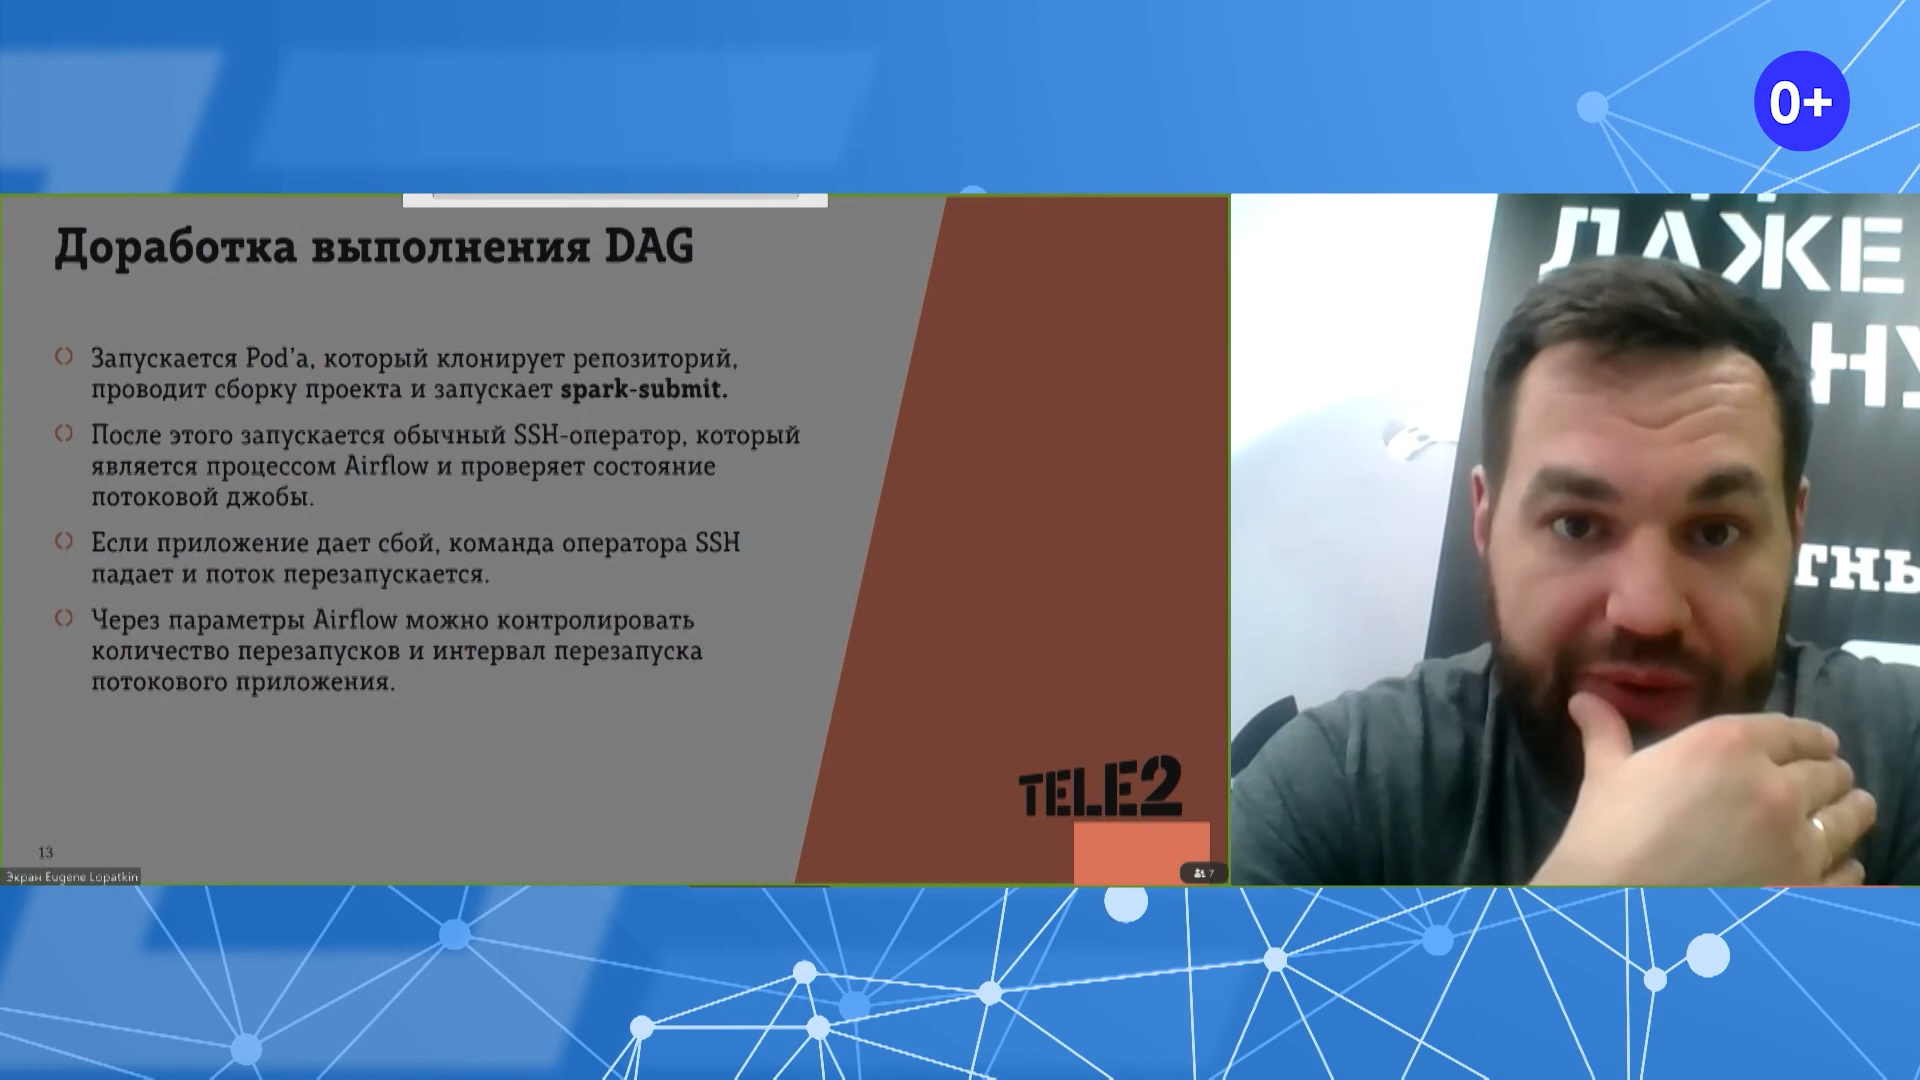 0+
Доработка выполнения DAG
Запускается Pod’а, который клонирует репозиторий,
проводит сборку проекта и запускает spark-submit.
После этого запускается обычный SSH-оператор, который
является процессом Airflow и проверяет состояние
потоковой джобы.
Если приложение дает сбой, команда оператора SSH
падает и поток перезапускается.
Через параметры Airflow можно контролировать
количество перезапусков и интервал перезапуска
потокового приложения.
TELE2
13
Экран Eugene Lopatkin
7
ДАЖЕ
НУ